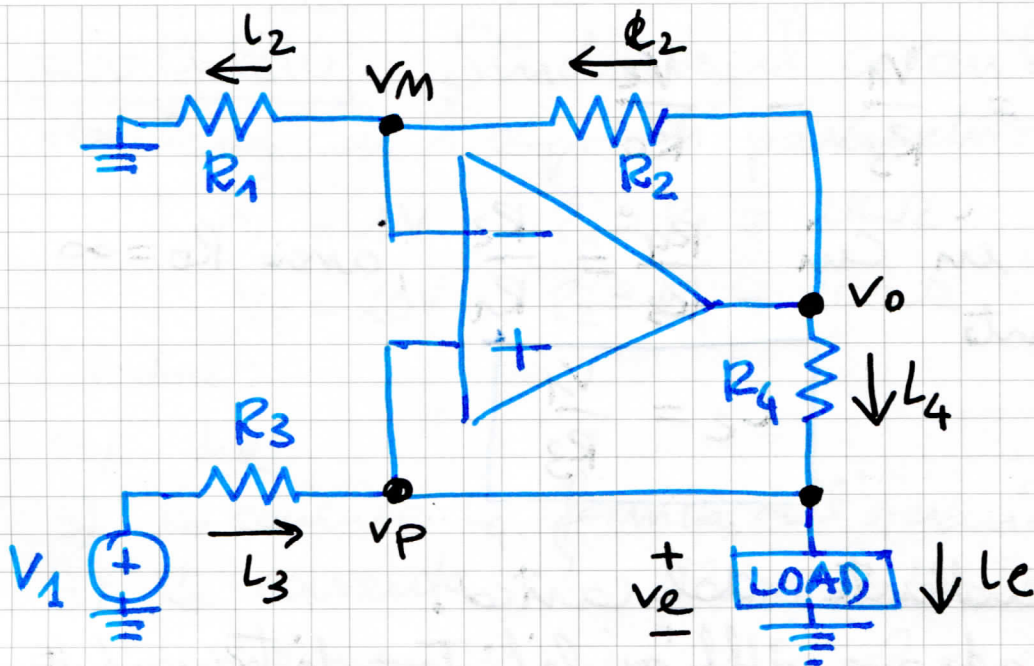 i2 i2
vM
R1 R2
−
vo
+
R4 i4
R3
vP
V1 + i3
+
ve
−
LOAD ie